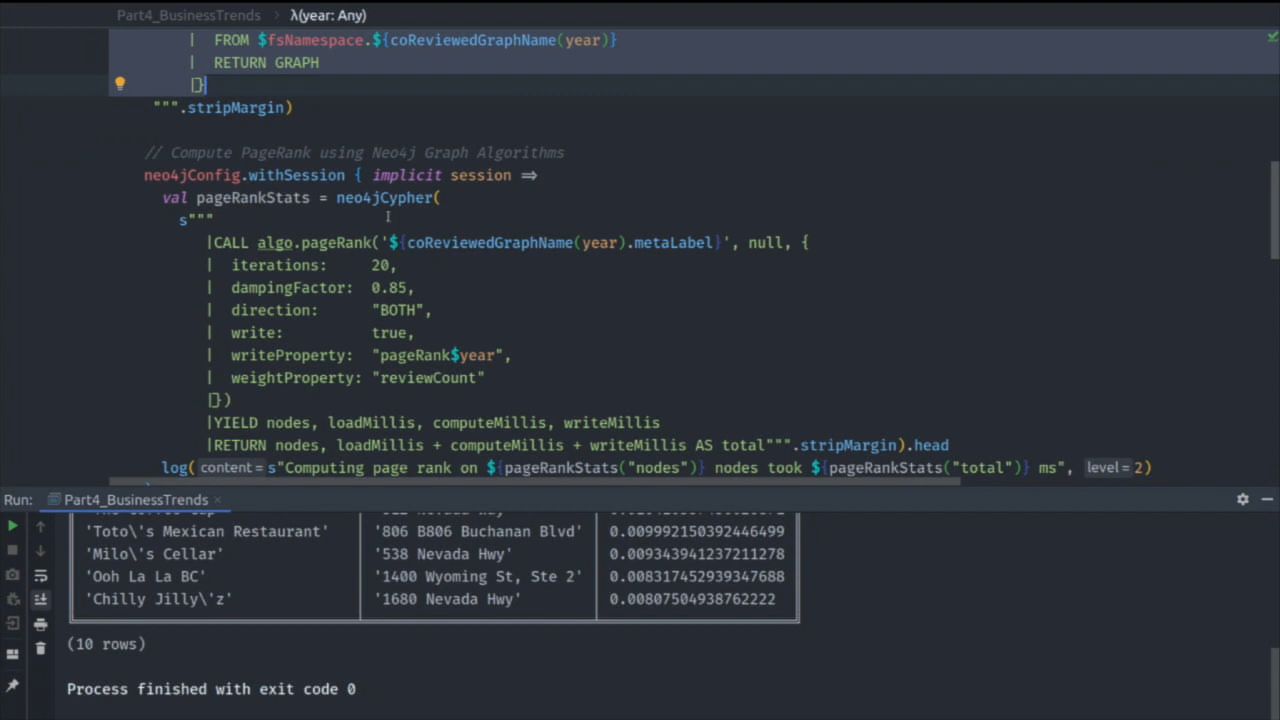 Part4_BusinessTrends > λ(year: Any)
| FROM $fsNamespace.${coReviewedGraphName(year)}
| RETURN GRAPH
|}
""".stripMargin)
// Compute PageRank using Neo4j Graph Algorithms
neo4jConfig.withSession { implicit session ⇒
val pageRankStats = neo4jCypher(
s"""
|CALL algo.pageRank('${coReviewedGraphName(year).metaLabel}', null, {
| iterations: 20,
| dampingFactor: 0.85,
| direction: "BOTH",
| write: true,
| writeProperty: "pageRank$year",
| weightProperty: "reviewCount"
|})
|YIELD nodes, loadMillis, computeMillis, writeMillis
|RETURN nodes, loadMillis + computeMillis + writeMillis AS total""".stripMargin).head
log( content = s"Computing page rank on ${pageRankStats("nodes")} nodes took ${pageRankStats("total")} ms", level = 2)
Run: Part4_BusinessTrends ×
'Toto\'s Mexican Restaurant' '806 B806 Buchanan Blvd' 0.009992150392446499
'Milo\'s Cellar' '538 Nevada Hwy' 0.009343941237211278
'Ooh La La BC' '1400 Wyoming St, Ste 2' 0.008317452939347688
'Chilly Jilly\'z' '1680 Nevada Hwy' 0.00807504938762222
(10 rows)
Process finished with exit code 0